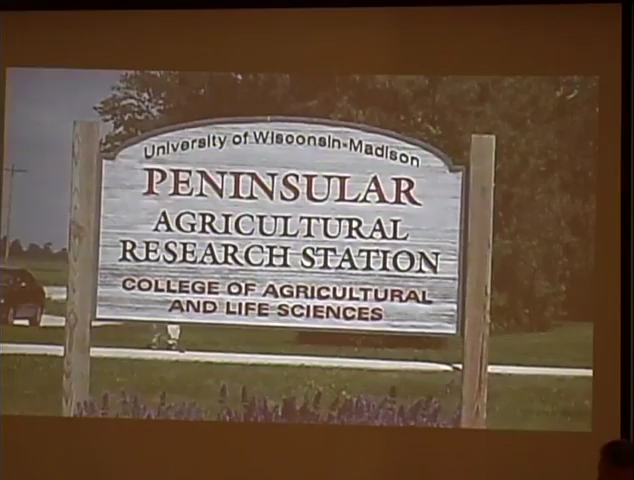 University of Wisconsin-Madison
PENINSULAR
AGRICULTURAL
RESEARCH STATION
COLLEGE OF AGRICULTURAL
AND LIFE SCIENCES